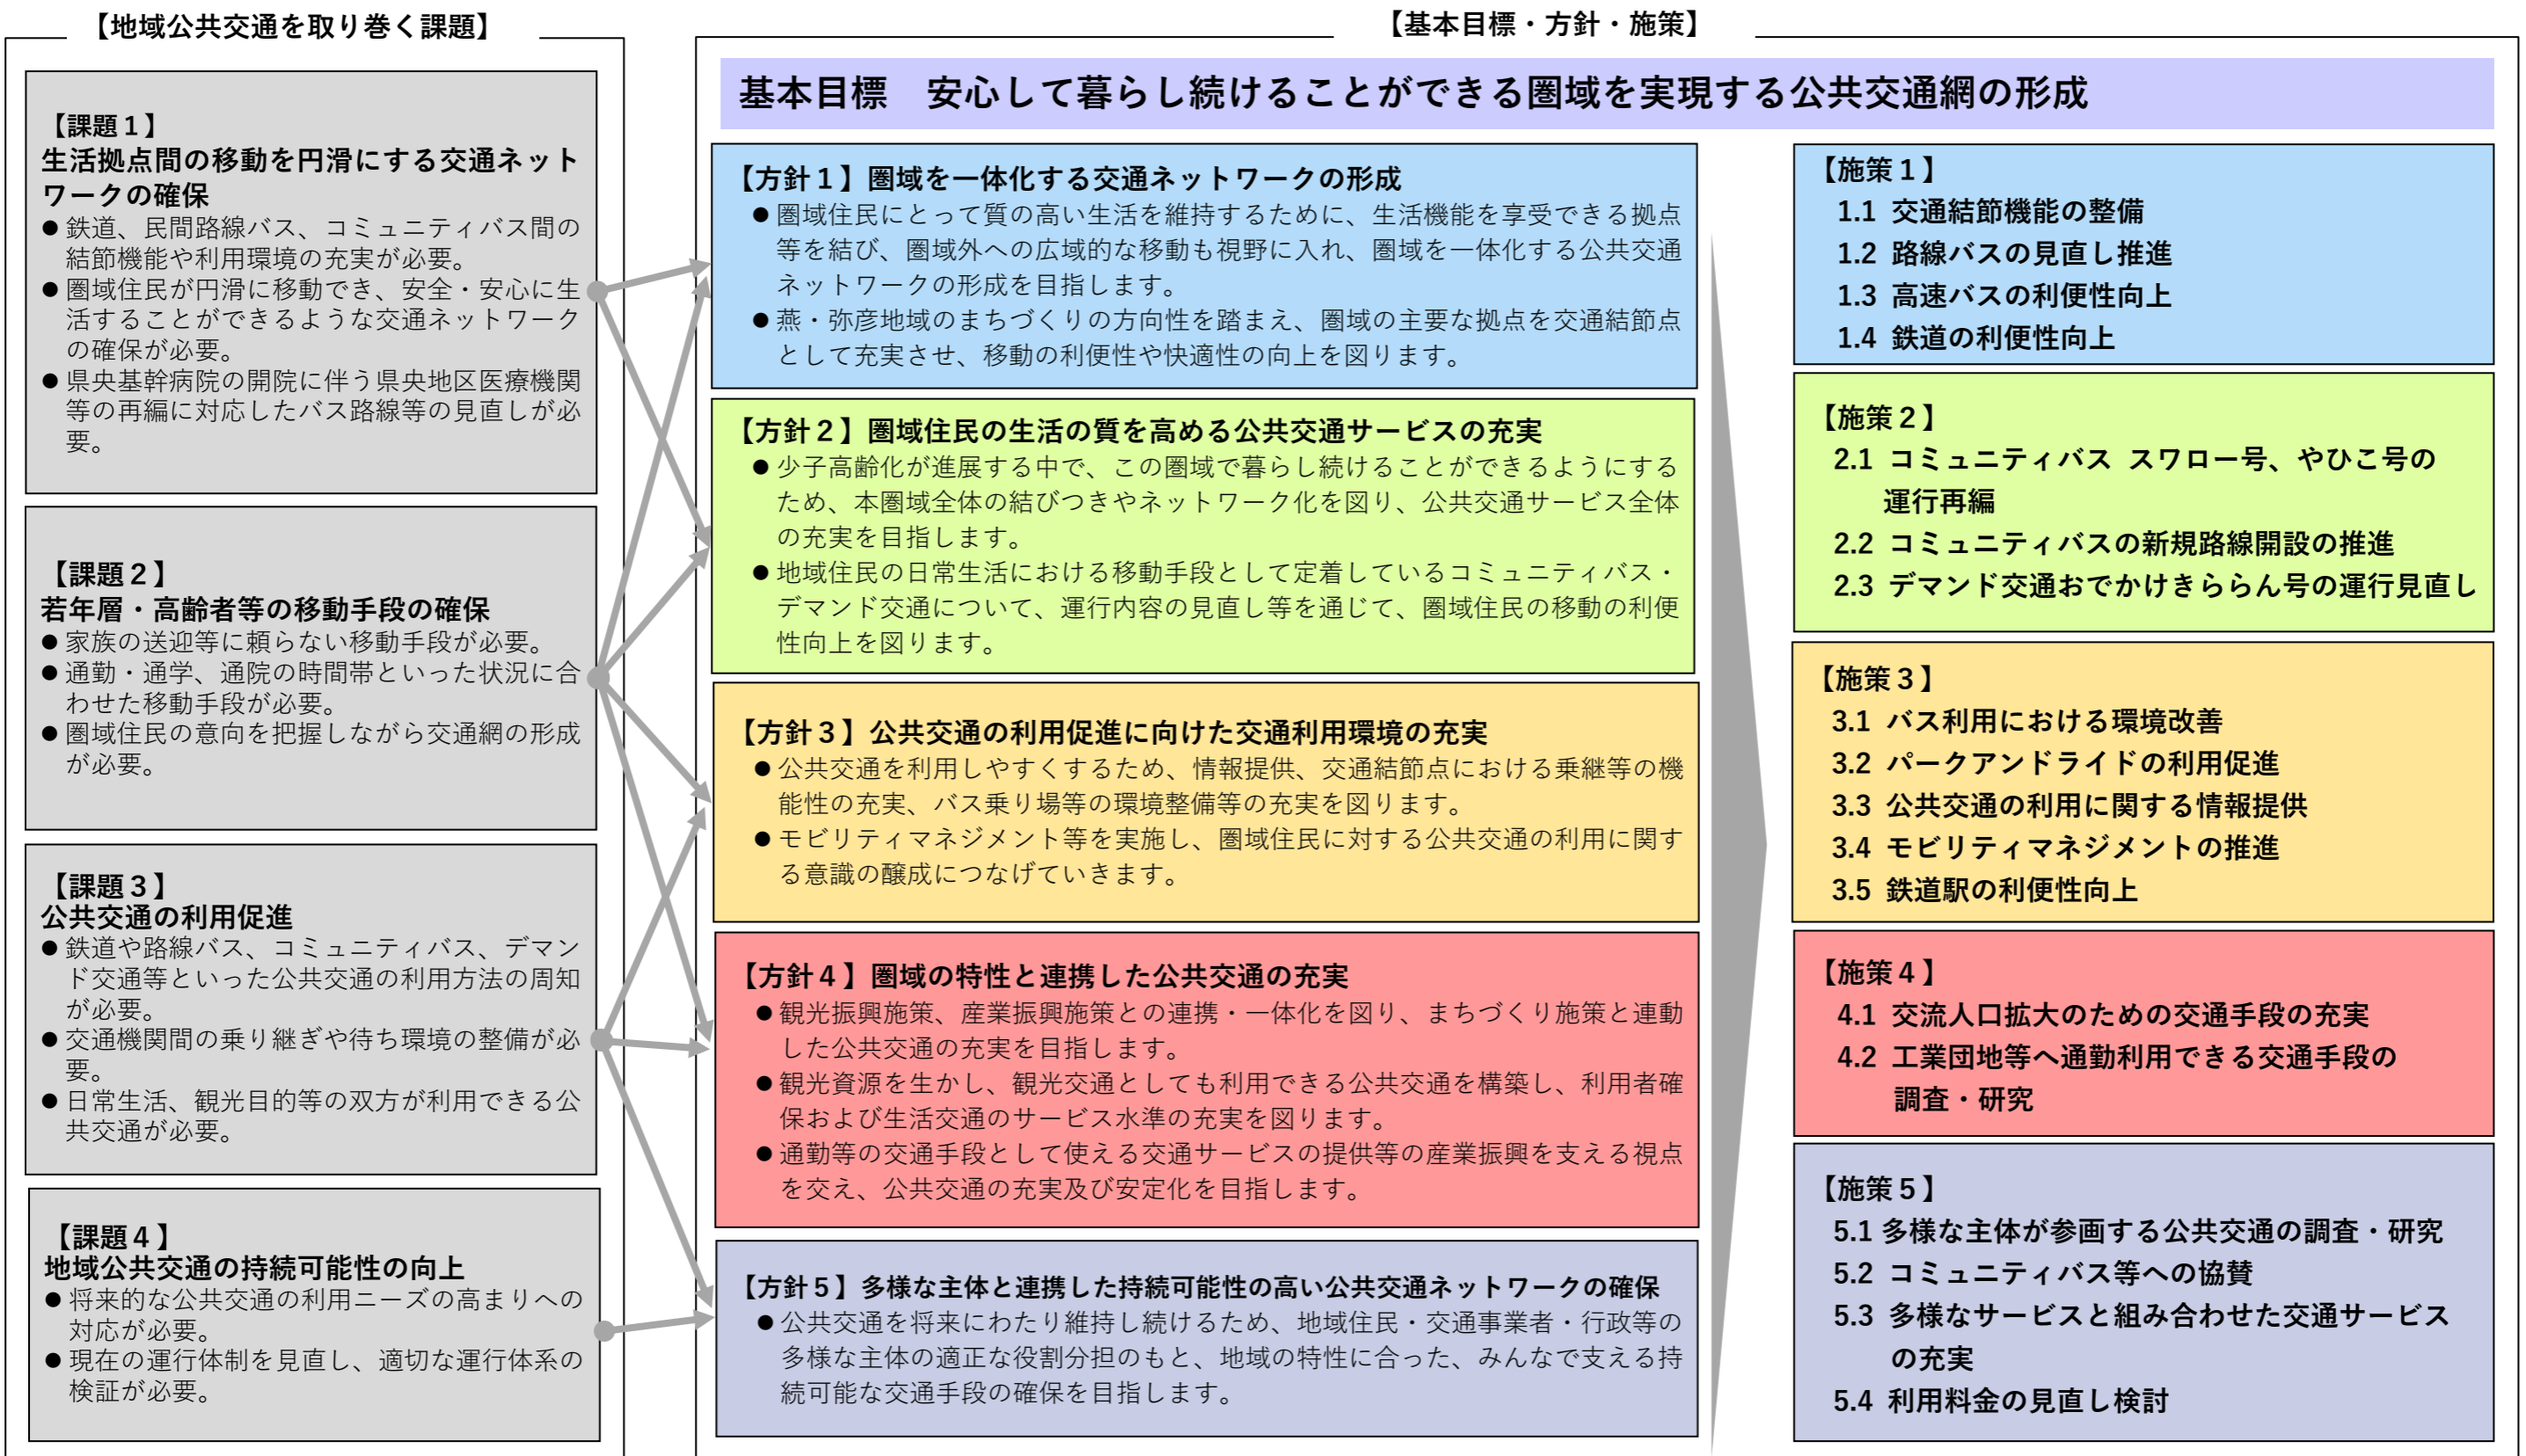 【地域公共交通を取り巻く課題】
【課題１】
生活拠点間の移動を円滑にする交通ネット
ワークの確保
●鉄道、民間路線バス、コミュニティバス間の
結節機能や利用環境の充実が必要。
●圏域住民が円滑に移動でき、安全・安心に生
活することができるような交通ネットワーク
の確保が必要。
●県央基幹病院の開院に伴う県央地区医療機関
等の再編に対応したバス路線等の見直しが必
要。
【課題２】
若年層・高齢者等の移動手段の確保
●家族の送迎等に頼らない移動手段が必要。
●通勤・通学、通院の時間帯といった状況に合
わせた移動手段が必要。
●圏域住民の意向を把握しながら交通網の形成
が必要。
【課題３】
公共交通の利用促進
●鉄道や路線バス、コミュニティバス、デマン
ド交通等といった公共交通の利用方法の周知
が必要。
●交通機関間の乗り継ぎや待ち環境の整備が必
要。
●日常生活、観光目的等の双方が利用できる公
共交通が必要。
【課題４】
地域公共交通の持続可能性の向上
●将来的な公共交通の利用ニーズの高まりへの
対応が必要。
●現在の運行体制を見直し、適切な運行体系の
検証が必要。
【基本目標・方針・施策】
基本目標　安心して暮らし続けることができる圏域を実現する公共交通網の形成
【方針１】圏域を一体化する交通ネットワークの形成
●圏域住民にとって質の高い生活を維持するために、生活機能を享受できる拠点
等を結び、圏域外への広域的な移動も視野に入れ、圏域を一体化する公共交通
ネットワークの形成を目指します。
●燕・弥彦地域のまちづくりの方向性を踏まえ、圏域の主要な拠点を交通結節点
として充実させ、移動の利便性や快適性の向上を図ります。
【方針２】圏域住民の生活の質を高める公共交通サービスの充実
●少子高齢化が進展する中で、この圏域で暮らし続けることができるようにする
ため、本圏域全体の結びつきやネットワーク化を図り、公共交通サービス全体
の充実を目指します。
●地域住民の日常生活における移動手段として定着しているコミュニティバス・
デマンド交通について、運行内容の見直し等を通じて、圏域住民の移動の利便
性向上を図ります。
【方針３】公共交通の利用促進に向けた交通利用環境の充実
●公共交通を利用しやすくするため、情報提供、交通結節点における乗継等の機
能性の充実、バス乗り場等の環境整備等の充実を図ります。
●モビリティマネジメント等を実施し、圏域住民に対する公共交通の利用に関す
る意識の醸成につなげていきます。
【方針４】圏域の特性と連携した公共交通の充実
●観光振興施策、産業振興施策との連携・一体化を図り、まちづくり施策と連動
した公共交通の充実を目指します。
●観光資源を生かし、観光交通としても利用できる公共交通を構築し、利用者確
保および生活交通のサービス水準の充実を図ります。
●通勤等の交通手段として使える交通サービスの提供等の産業振興を支える視点
を交え、公共交通の充実及び安定化を目指します。
【方針５】多様な主体と連携した持続可能性の高い公共交通ネットワークの確保
●公共交通を将来にわたり維持し続けるため、地域住民・交通事業者・行政等の
多様な主体の適正な役割分担のもと、地域の特性に合った、みんなで支える持
続可能な交通手段の確保を目指します。
【施策１】
1.1 交通結節機能の整備
1.2 路線バスの見直し推進
1.3 高速バスの利便性向上
1.4 鉄道の利便性向上
【施策２】
2.1 コミュニティバス スワロー号、やひこ号の
運行再編
2.2 コミュニティバスの新規路線開設の推進
2.3 デマンド交通おでかけきららん号の運行見直し
【施策３】
3.1 バス利用における環境改善
3.2 パークアンドライドの利用促進
3.3 公共交通の利用に関する情報提供
3.4 モビリティマネジメントの推進
3.5 鉄道駅の利便性向上
【施策４】
4.1 交流人口拡大のための交通手段の充実
4.2 工業団地等へ通勤利用できる交通手段の
調査・研究
【施策５】
5.1 多様な主体が参画する公共交通の調査・研究
5.2 コミュニティバス等への協賛
5.3 多様なサービスと組み合わせた交通サービス
の充実
5.4 利用料金の見直し検討